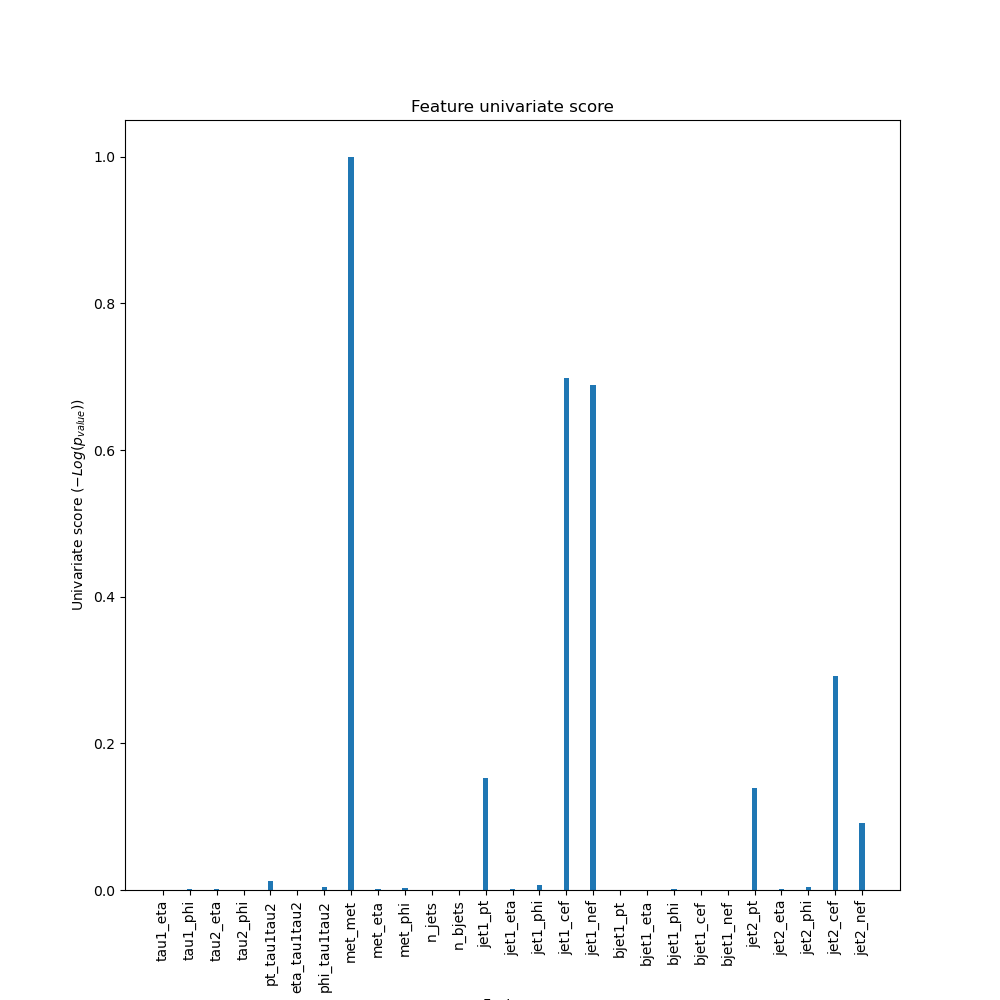 Feature univariate score
Univariate score (−Log(p_value))
1.0
0.8
0.6
0.4
0.2
0.0
tau1_eta
tau1_phi
tau2_eta
tau2_phi
pt_tau1tau2
eta_tau1tau2
phi_tau1tau2
met_met
met_eta
met_phi
n_jets
n_bjets
jet1_pt
jet1_eta
jet1_phi
jet1_cef
jet1_nef
bjet1_pt
bjet1_eta
bjet1_phi
bjet1_cef
bjet1_nef
jet2_pt
jet2_eta
jet2_phi
jet2_cef
jet2_nef